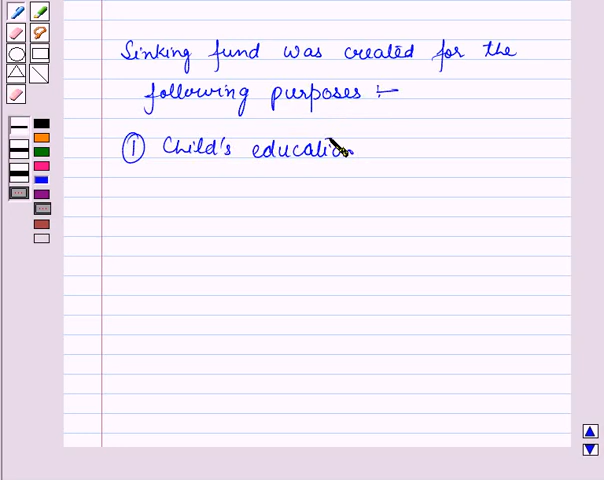 Sinking fund was created for the
following purposes :-
① Child's education